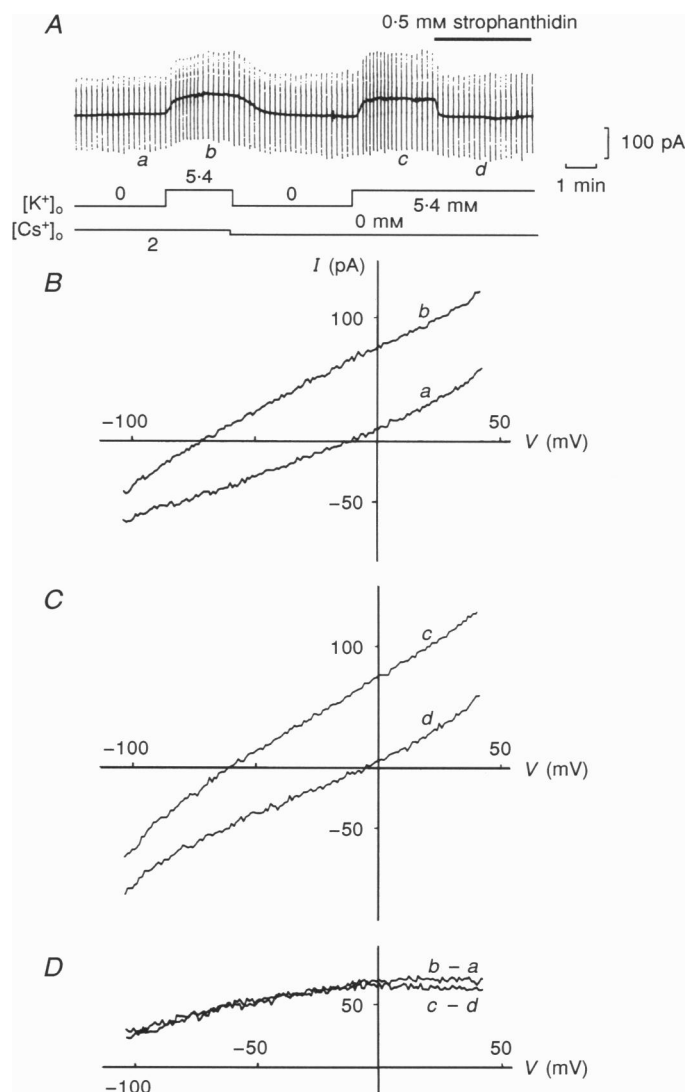 A
0·5 mM strophanthidin
a
b
c
d
100 pA
1 min
[K⁺]ₒ
0
5·4
0
5·4 mM
[Cs⁺]ₒ
2
0 mM
B
I (pA)
100
b
a
-100
50
V (mV)
-50
C
100
c
d
-100
50
V (mV)
-50
D
b - a
c - d
50
-50
50
-100
V (mV)